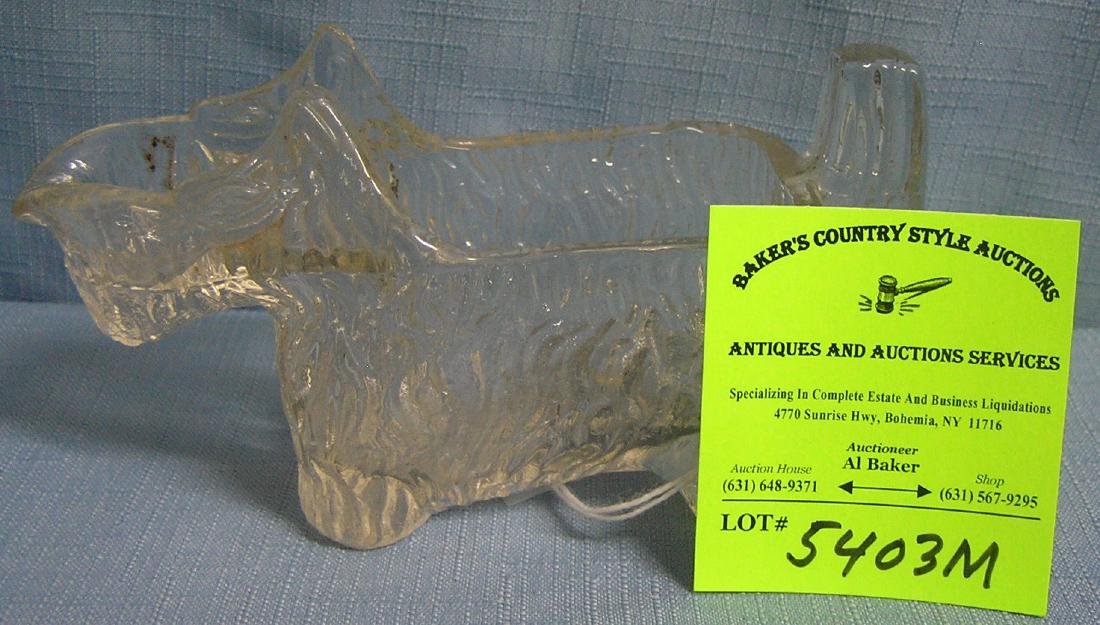 BAKER'S COUNTRY STYLE AUCTIONS
ANTIQUES AND AUCTIONS SERVICES
Specializing In Complete Estate And Business Liquidations
4770 Sunrise Hwy, Bohemia, NY 11716
Auctioneer
Al Baker
Auction House
(631) 648-9371
Shop
(631) 567-9295
LOT# 5403M